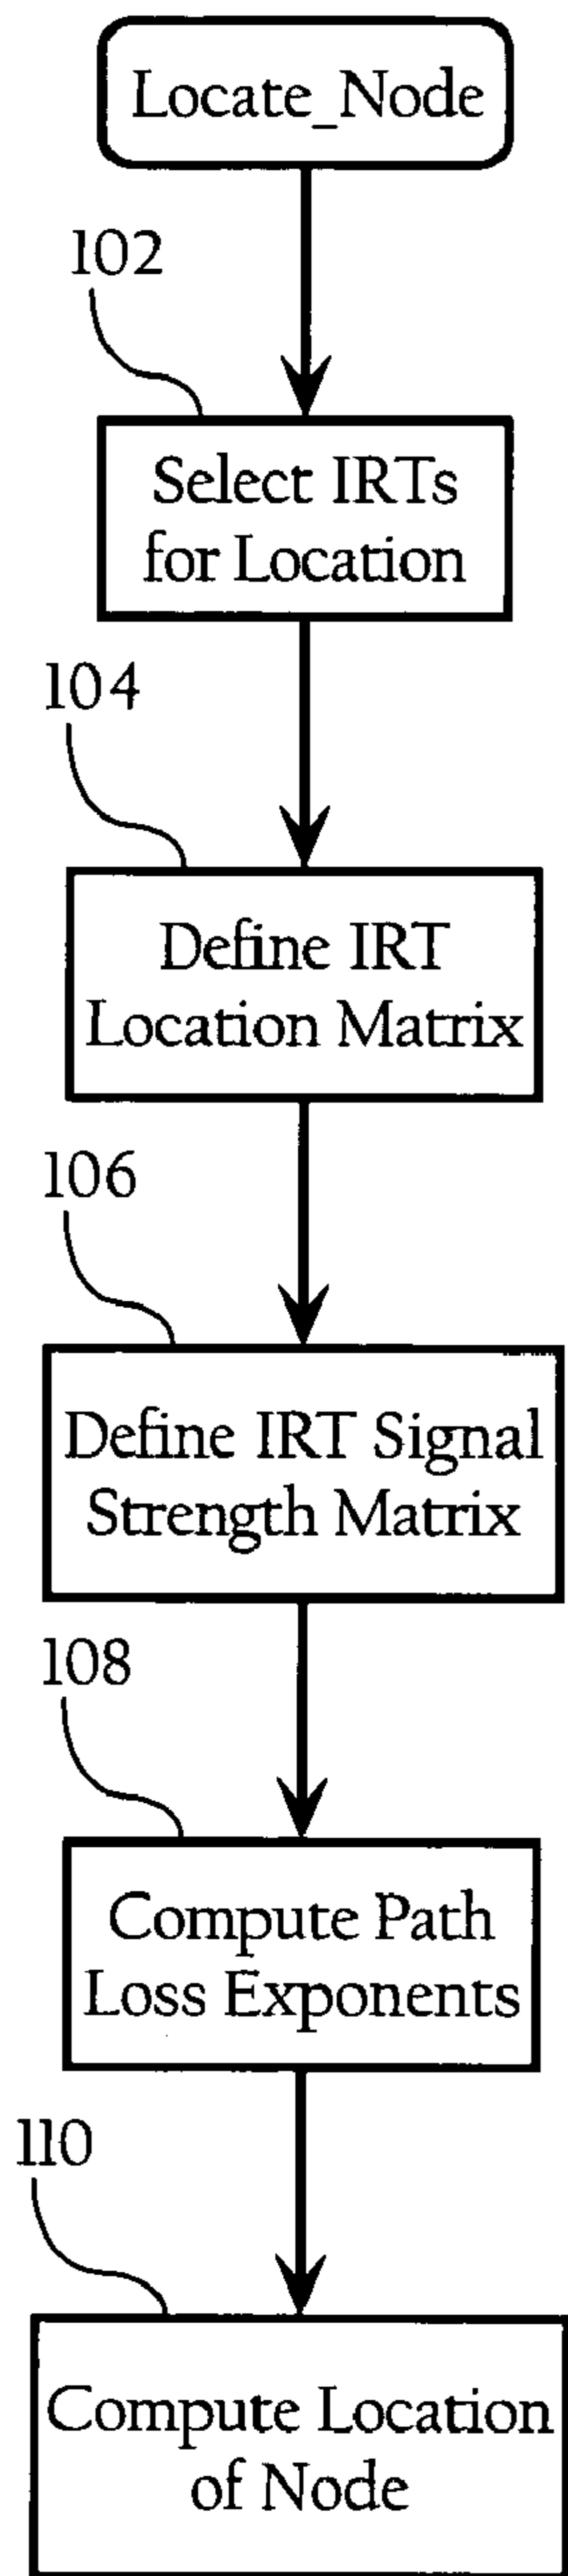 Locate_Node
102
Select IRTs
for Location
104
Define IRT
Location Matrix
106
Define IRT Signal
Strength Matrix
108
Compute Path
Loss Exponents
110
Compute Location
of Node